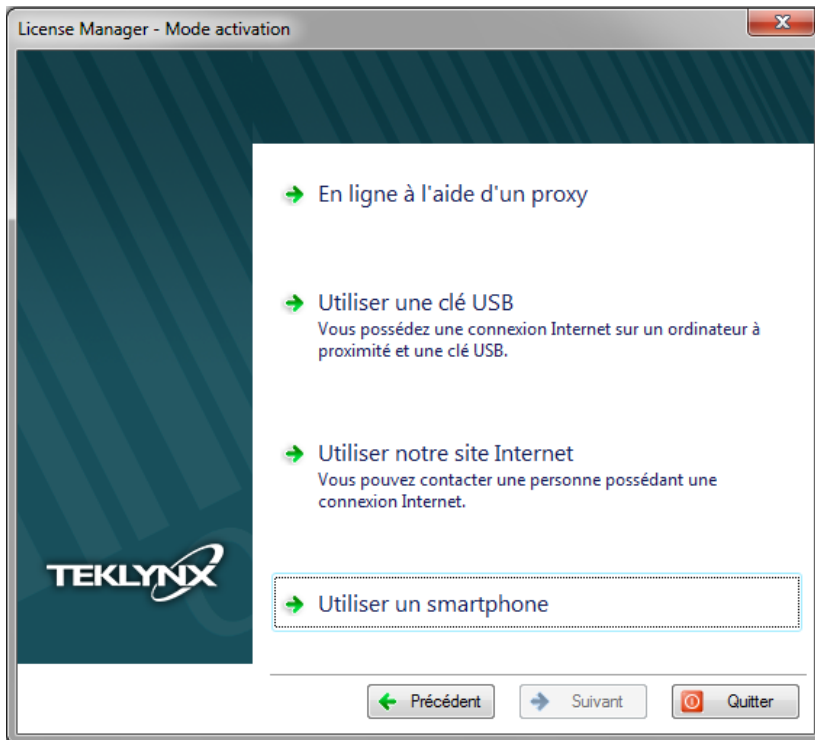 License Manager - Mode activation
En ligne à l'aide d'un proxy
Utiliser une clé USB
Vous possédez une connexion Internet sur un ordinateur à
proximité et une clé USB.
Utiliser notre site Internet
Vous pouvez contacter une personne possédant une
connexion Internet.
TEKLYNX
Utiliser un smartphone
Précédent
Suivant
Quitter